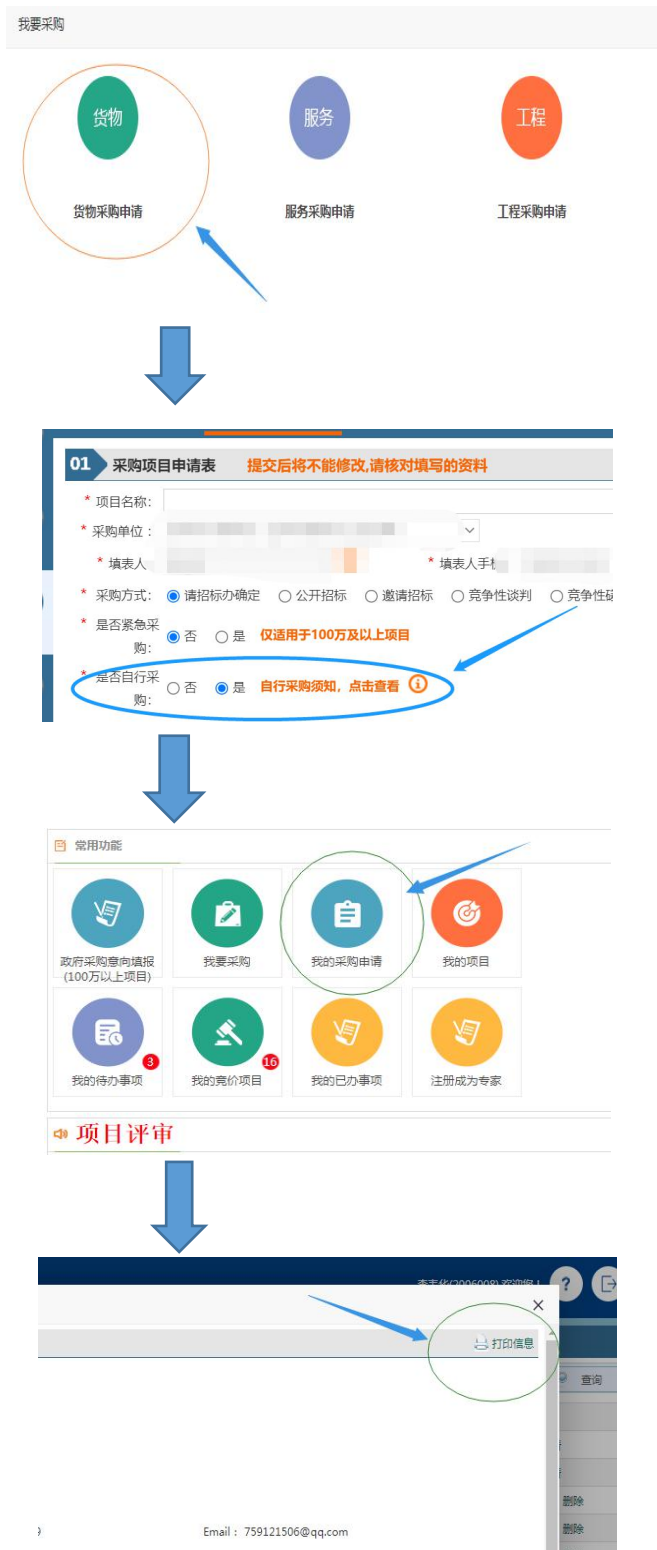 我要采购
货物
服务
工程
货物采购申请
服务采购申请
工程采购申请
01 采购项目申请表 提交后将不能修改,请核对填写的资料
* 项目名称:
* 采购单位：
* 填表人
* 填表人手机
* 采购方式: 请招标办确定 公开招标 邀请招标 竞争性谈判 竞争性磋
* 是否紧急采
购: 否 是 仅适用于100万及以上项目
* 是否自行采
购: 否 是 自行采购须知，点击查看
常用功能
政府采购意向填报
(100万以上项目)
我要采购
我的采购申请
我的项目
3
16
我的待办事项
我的竞价项目
我的已办事项
注册成为专家
项目评审
?
打印信息
查询
删除
Email： 759121506@qq.com
删除